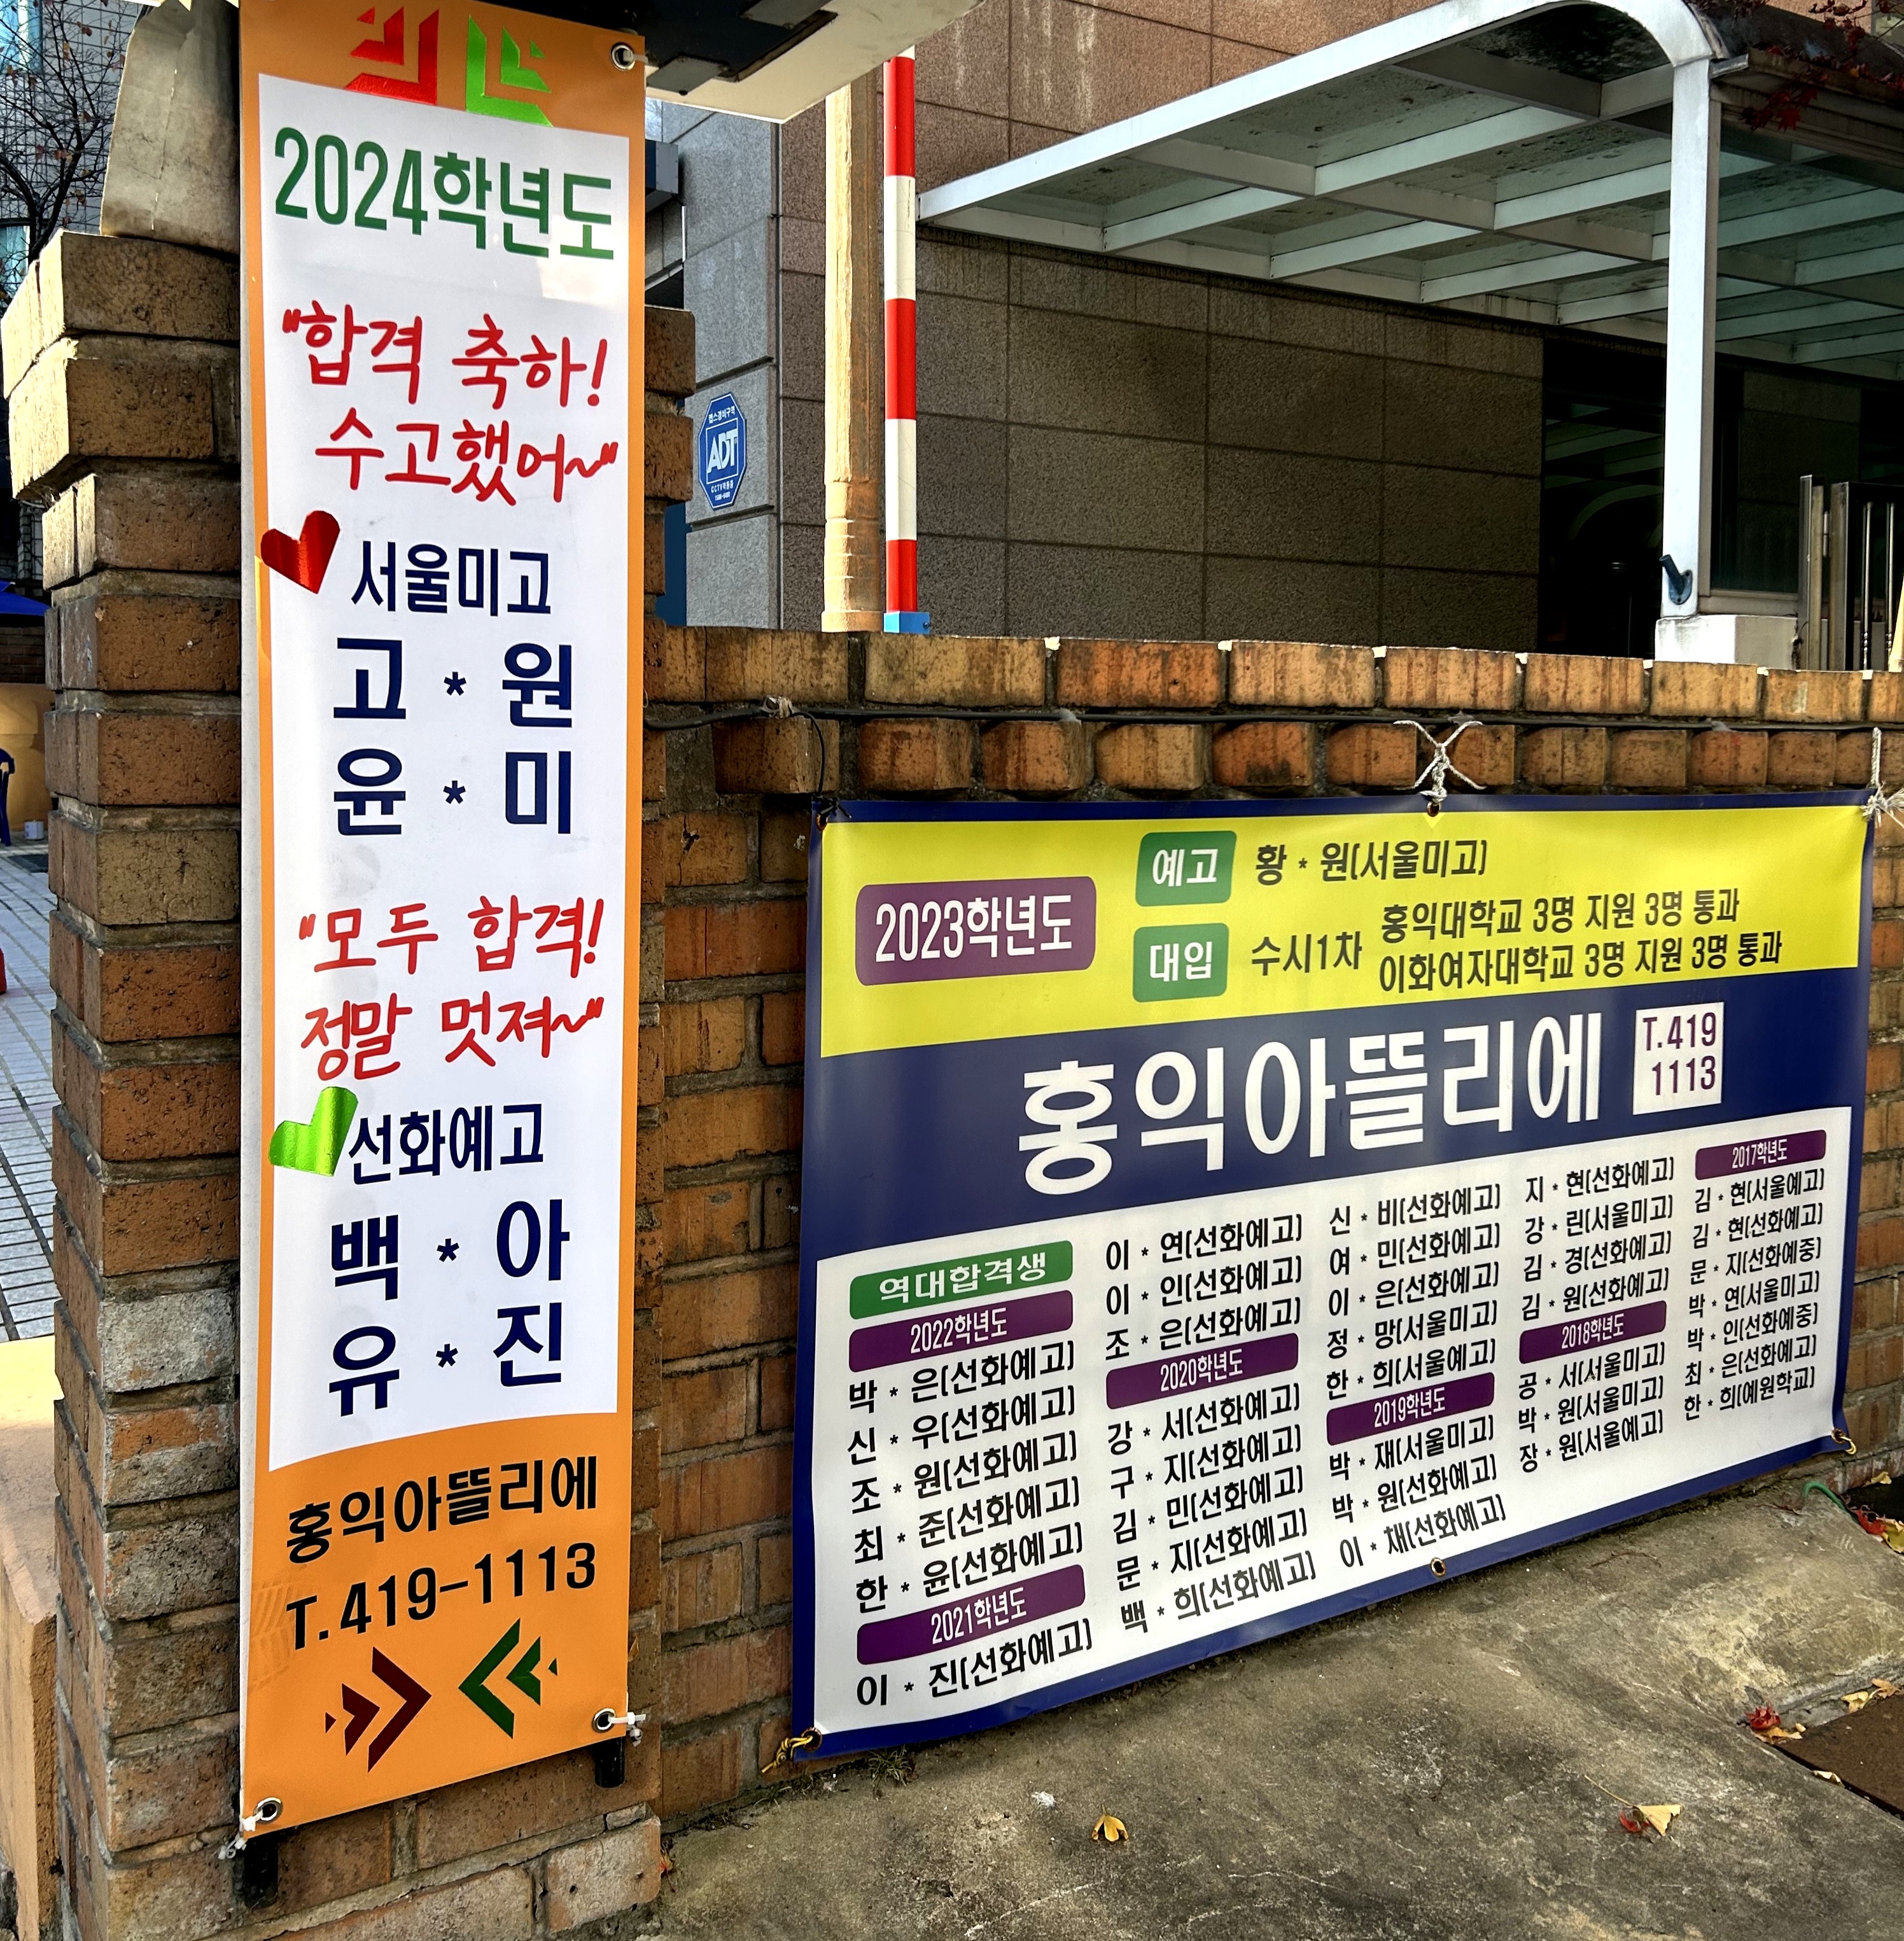 2024학년도
"합격 축하!
수고했어~"
서울미고
고 * 원
윤 * 미
"모두 합격!
정말 멋져~"
선화예고
백 * 아
유 * 진
홍익아뜰리에
T.419-1113
ADT
2023학년도
예고 황 * 원(서울미고)
대입 수시1차 홍익대학교 3명 지원 3명 통과
이화여자대학교 3명 지원 3명 통과
홍익아뜰리에
T.419
1113
역대합격생
2022학년도
박 * 은(선화예고)
신 * 우(선화예고)
조 * 원(선화예고)
최 * 준(선화예고)
한 * 윤(선화예고)
2021학년도
이 * 진(선화예고)
이 * 연(선화예고)
이 * 인(선화예고)
조 * 은(선화예고)
2020학년도
강 * 서(선화예고)
구 * 지(선화예고)
김 * 민(선화예고)
문 * 지(선화예고)
백 * 희(선화예고)
신 * 비(선화예고)
여 * 민(선화예고)
이 * 은(선화예고)
정 * 망(서울미고)
한 * 희(서울예고)
2019학년도
박 * 재(서울미고)
박 * 원(선화예고)
이 * 채(선화예고)
지 * 현(선화예고)
강 * 린(서울미고)
김 * 경(선화예고)
김 * 원(선화예고)
2018학년도
공 * 서(서울미고)
박 * 원(서울미고)
장 * 원(서울예고)
2017학년도
김 * 현(서울예고)
김 * 현(선화예고)
문 * 지(선화예중)
박 * 연(서울미고)
박 * 인(선화예중)
최 * 은(선화예고)
한 * 희(예원학교)